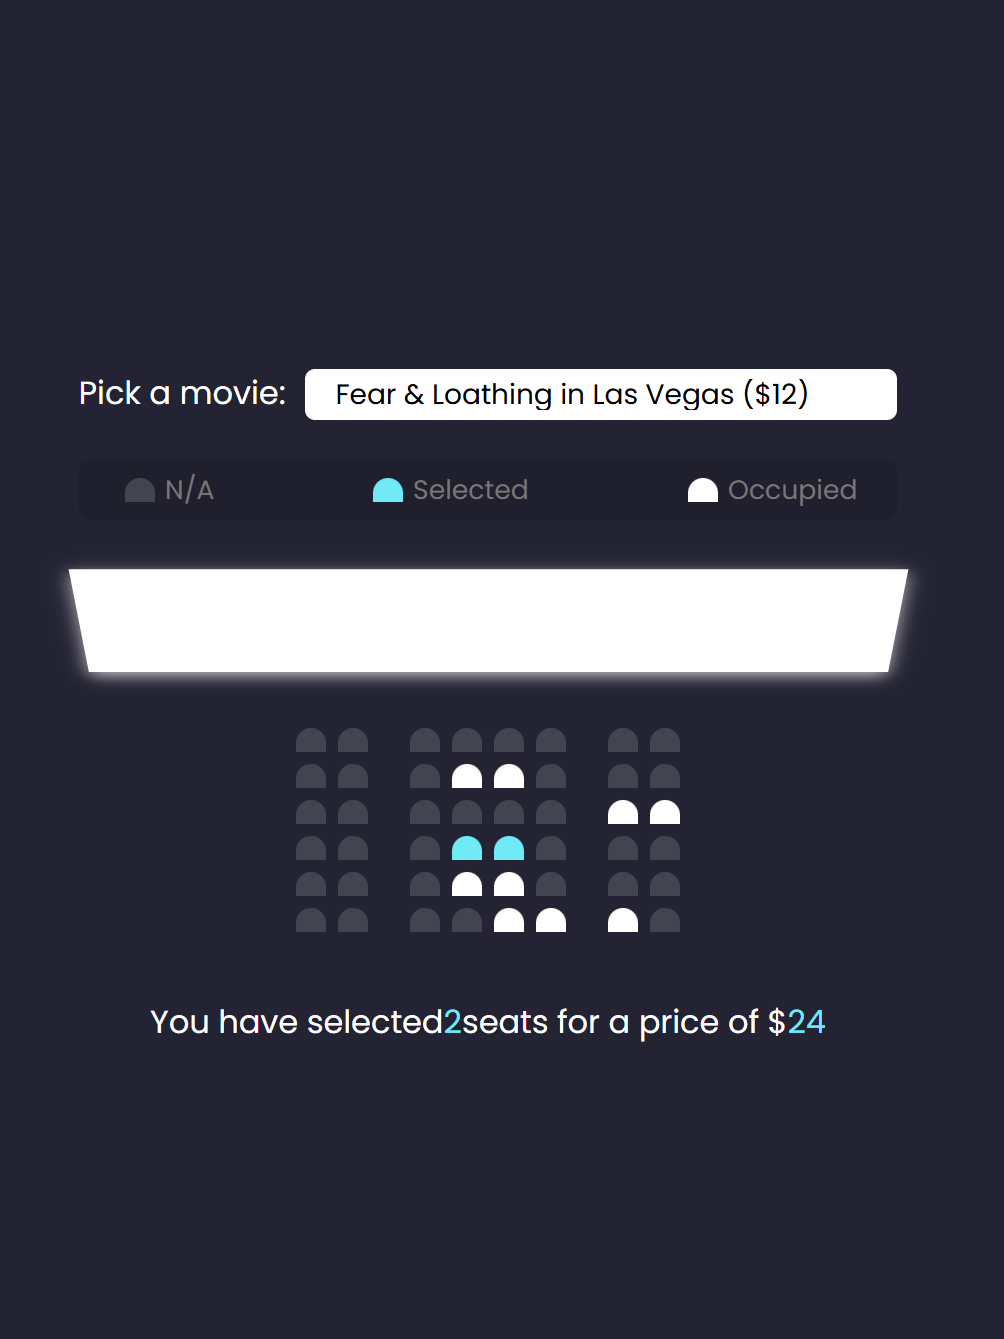 Pick a movie: Fear & Loathing in Las Vegas ($12)
N/A Selected Occupied
You have selected2seats for a price of $24